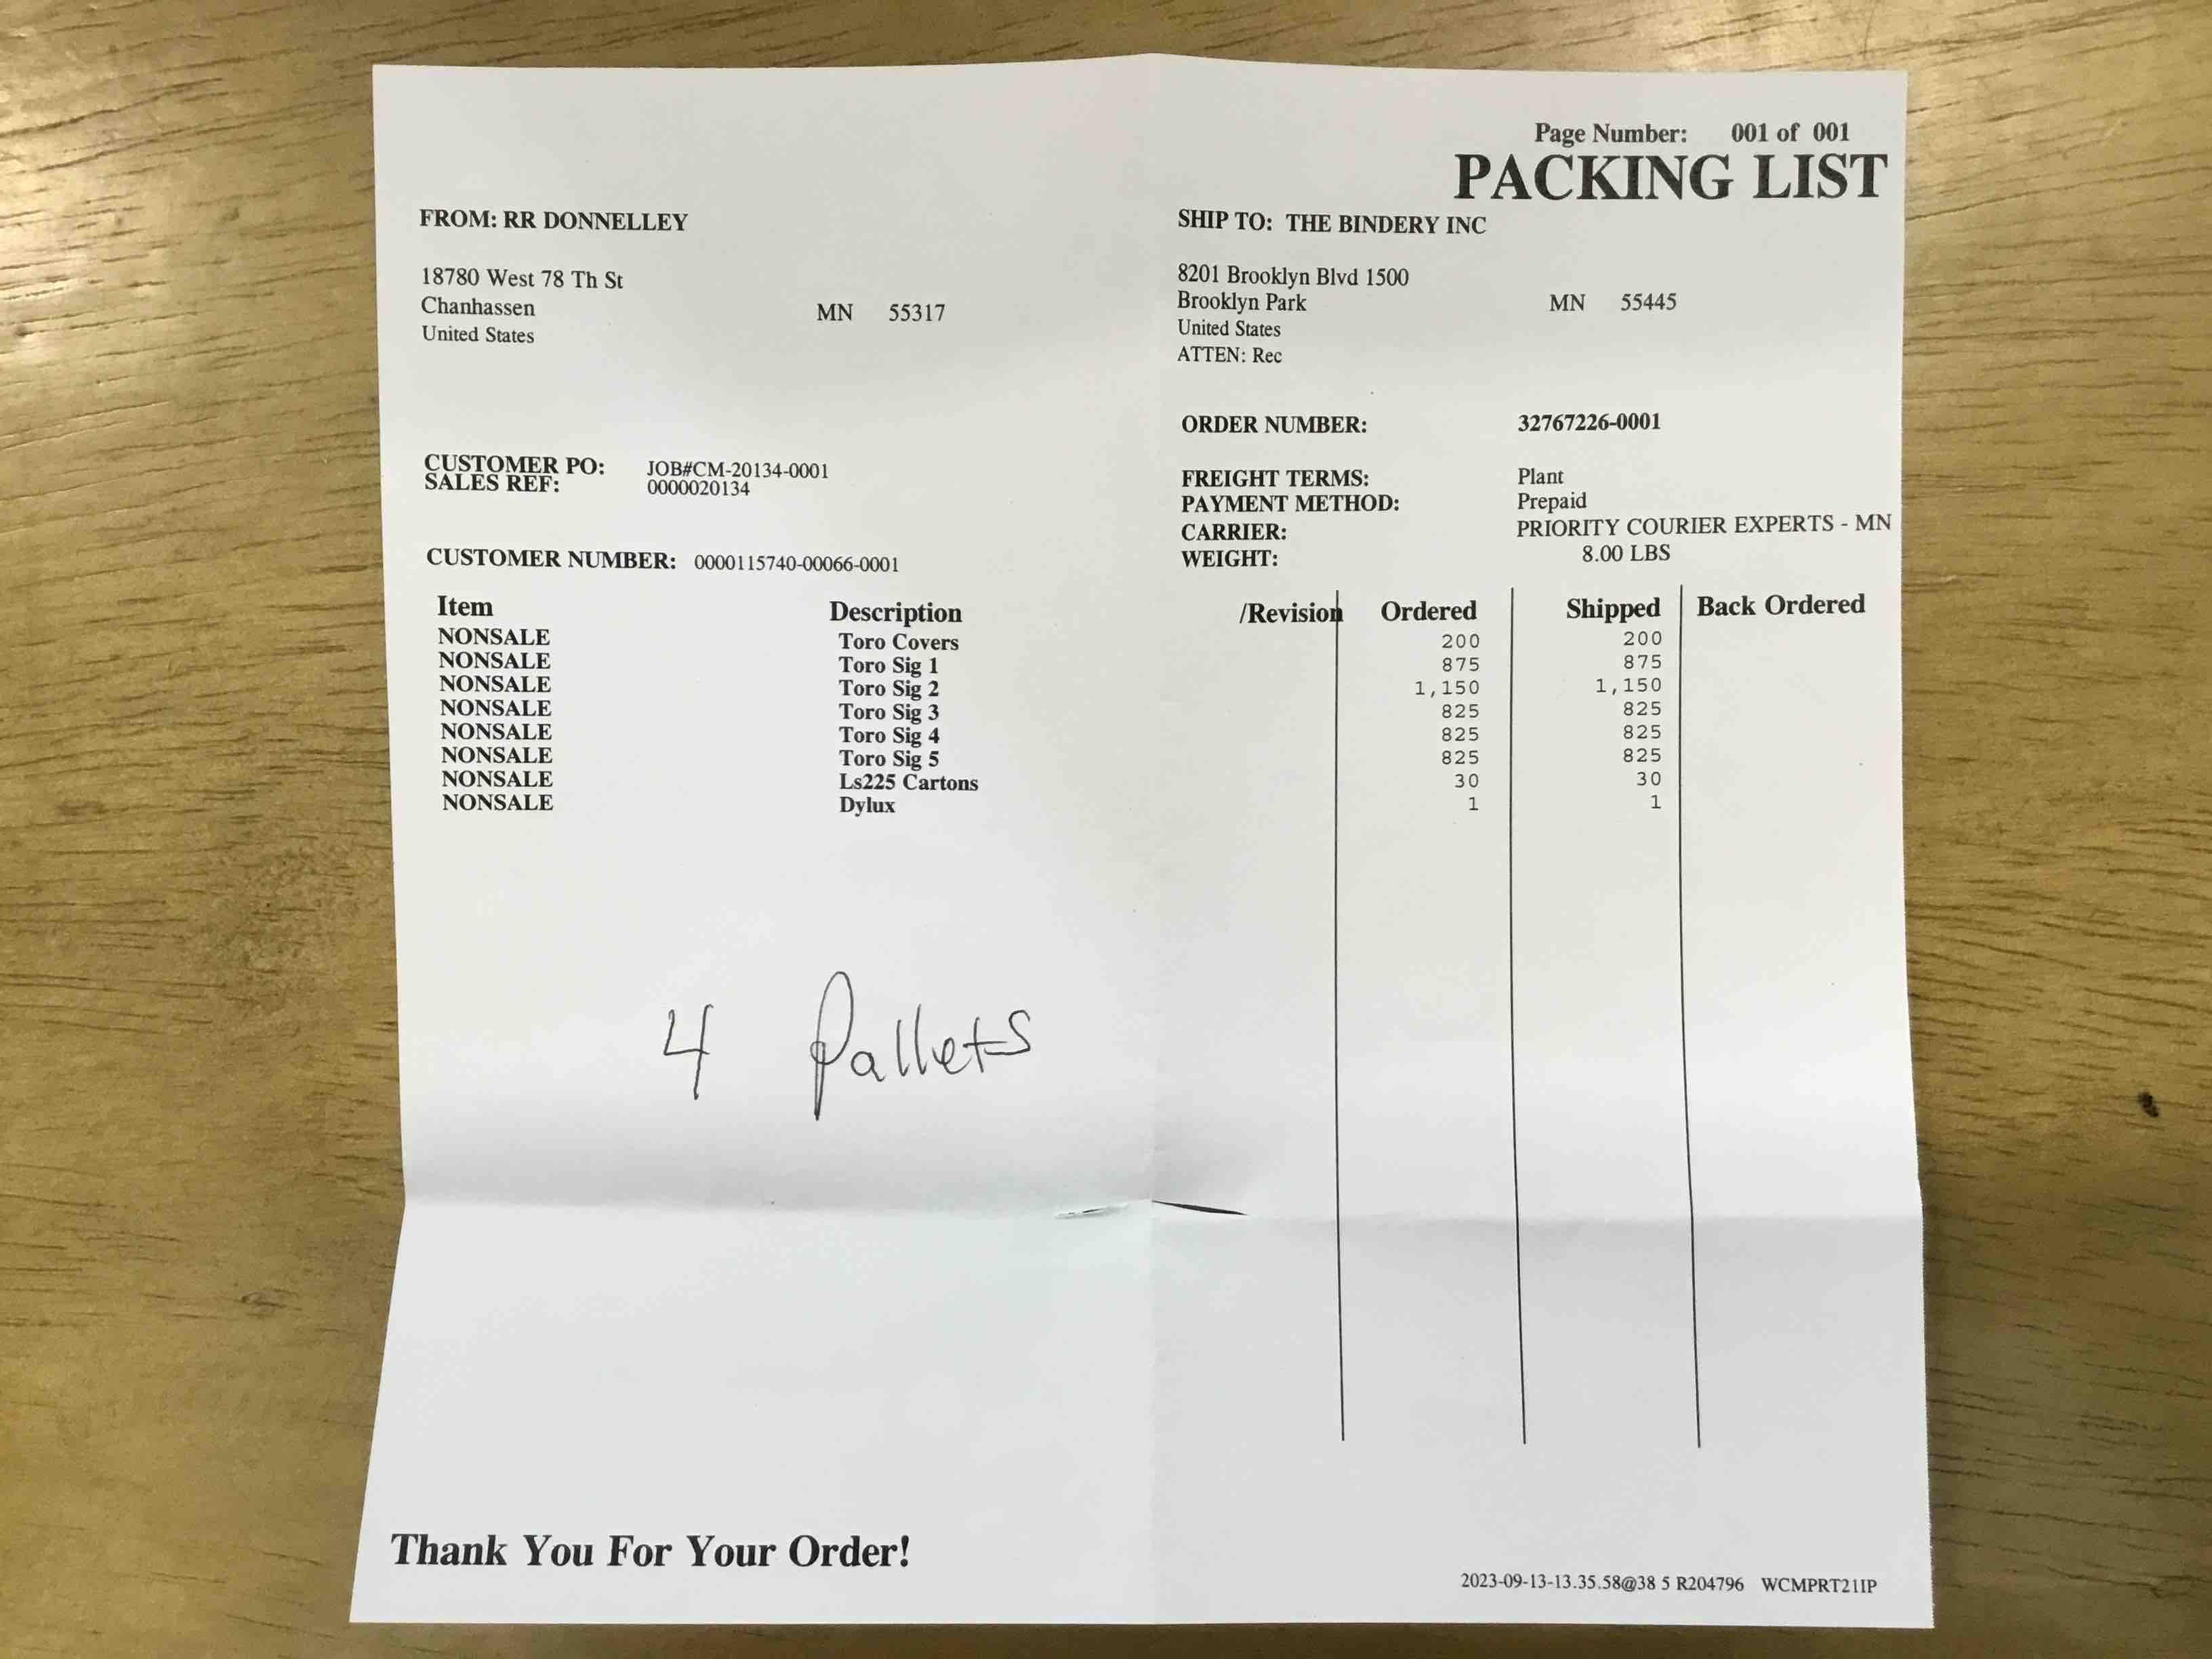 Page Number: 001 of 001
PACKING LIST
FROM: RR DONNELLEY
18780 West 78 Th St
Chanhassen MN 55317
United States
SHIP TO: THE BINDERY INC
8201 Brooklyn Blvd 1500
Brooklyn Park MN 55445
United States
ATTEN: Rec
CUSTOMER PO: JOB#CM-20134-0001
SALES REF: 0000020134
CUSTOMER NUMBER: 0000115740-00066-0001
ORDER NUMBER: 32767226-0001
FREIGHT TERMS: Plant
PAYMENT METHOD: Prepaid
CARRIER: PRIORITY COURIER EXPERTS - MN
WEIGHT: 8.00 LBS
Item Description /Revision Ordered Shipped Back Ordered
NONSALE Toro Covers 200 200
NONSALE Toro Sig 1 875 875
NONSALE Toro Sig 2 1,150 1,150
NONSALE Toro Sig 3 825 825
NONSALE Toro Sig 4 825 825
NONSALE Toro Sig 5 825 825
NONSALE Ls225 Cartons 30 30
NONSALE Dylux 1 1
4 Pallets
Thank You For Your Order!
2023-09-13-13.35.58@38 5 R204796 WCMPRT21IP